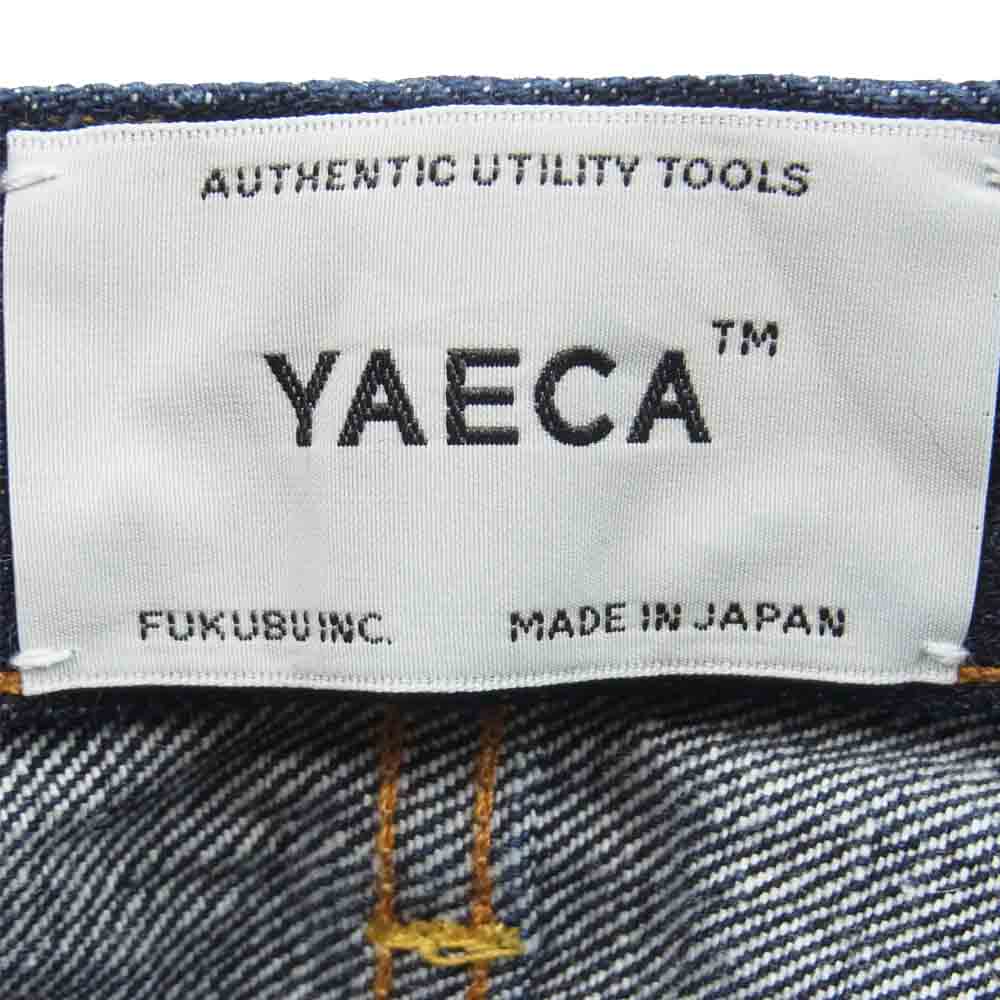 AUTHENTIC UTILITY TOOLS
YAECA™
FUKUBU INC. MADE IN JAPAN